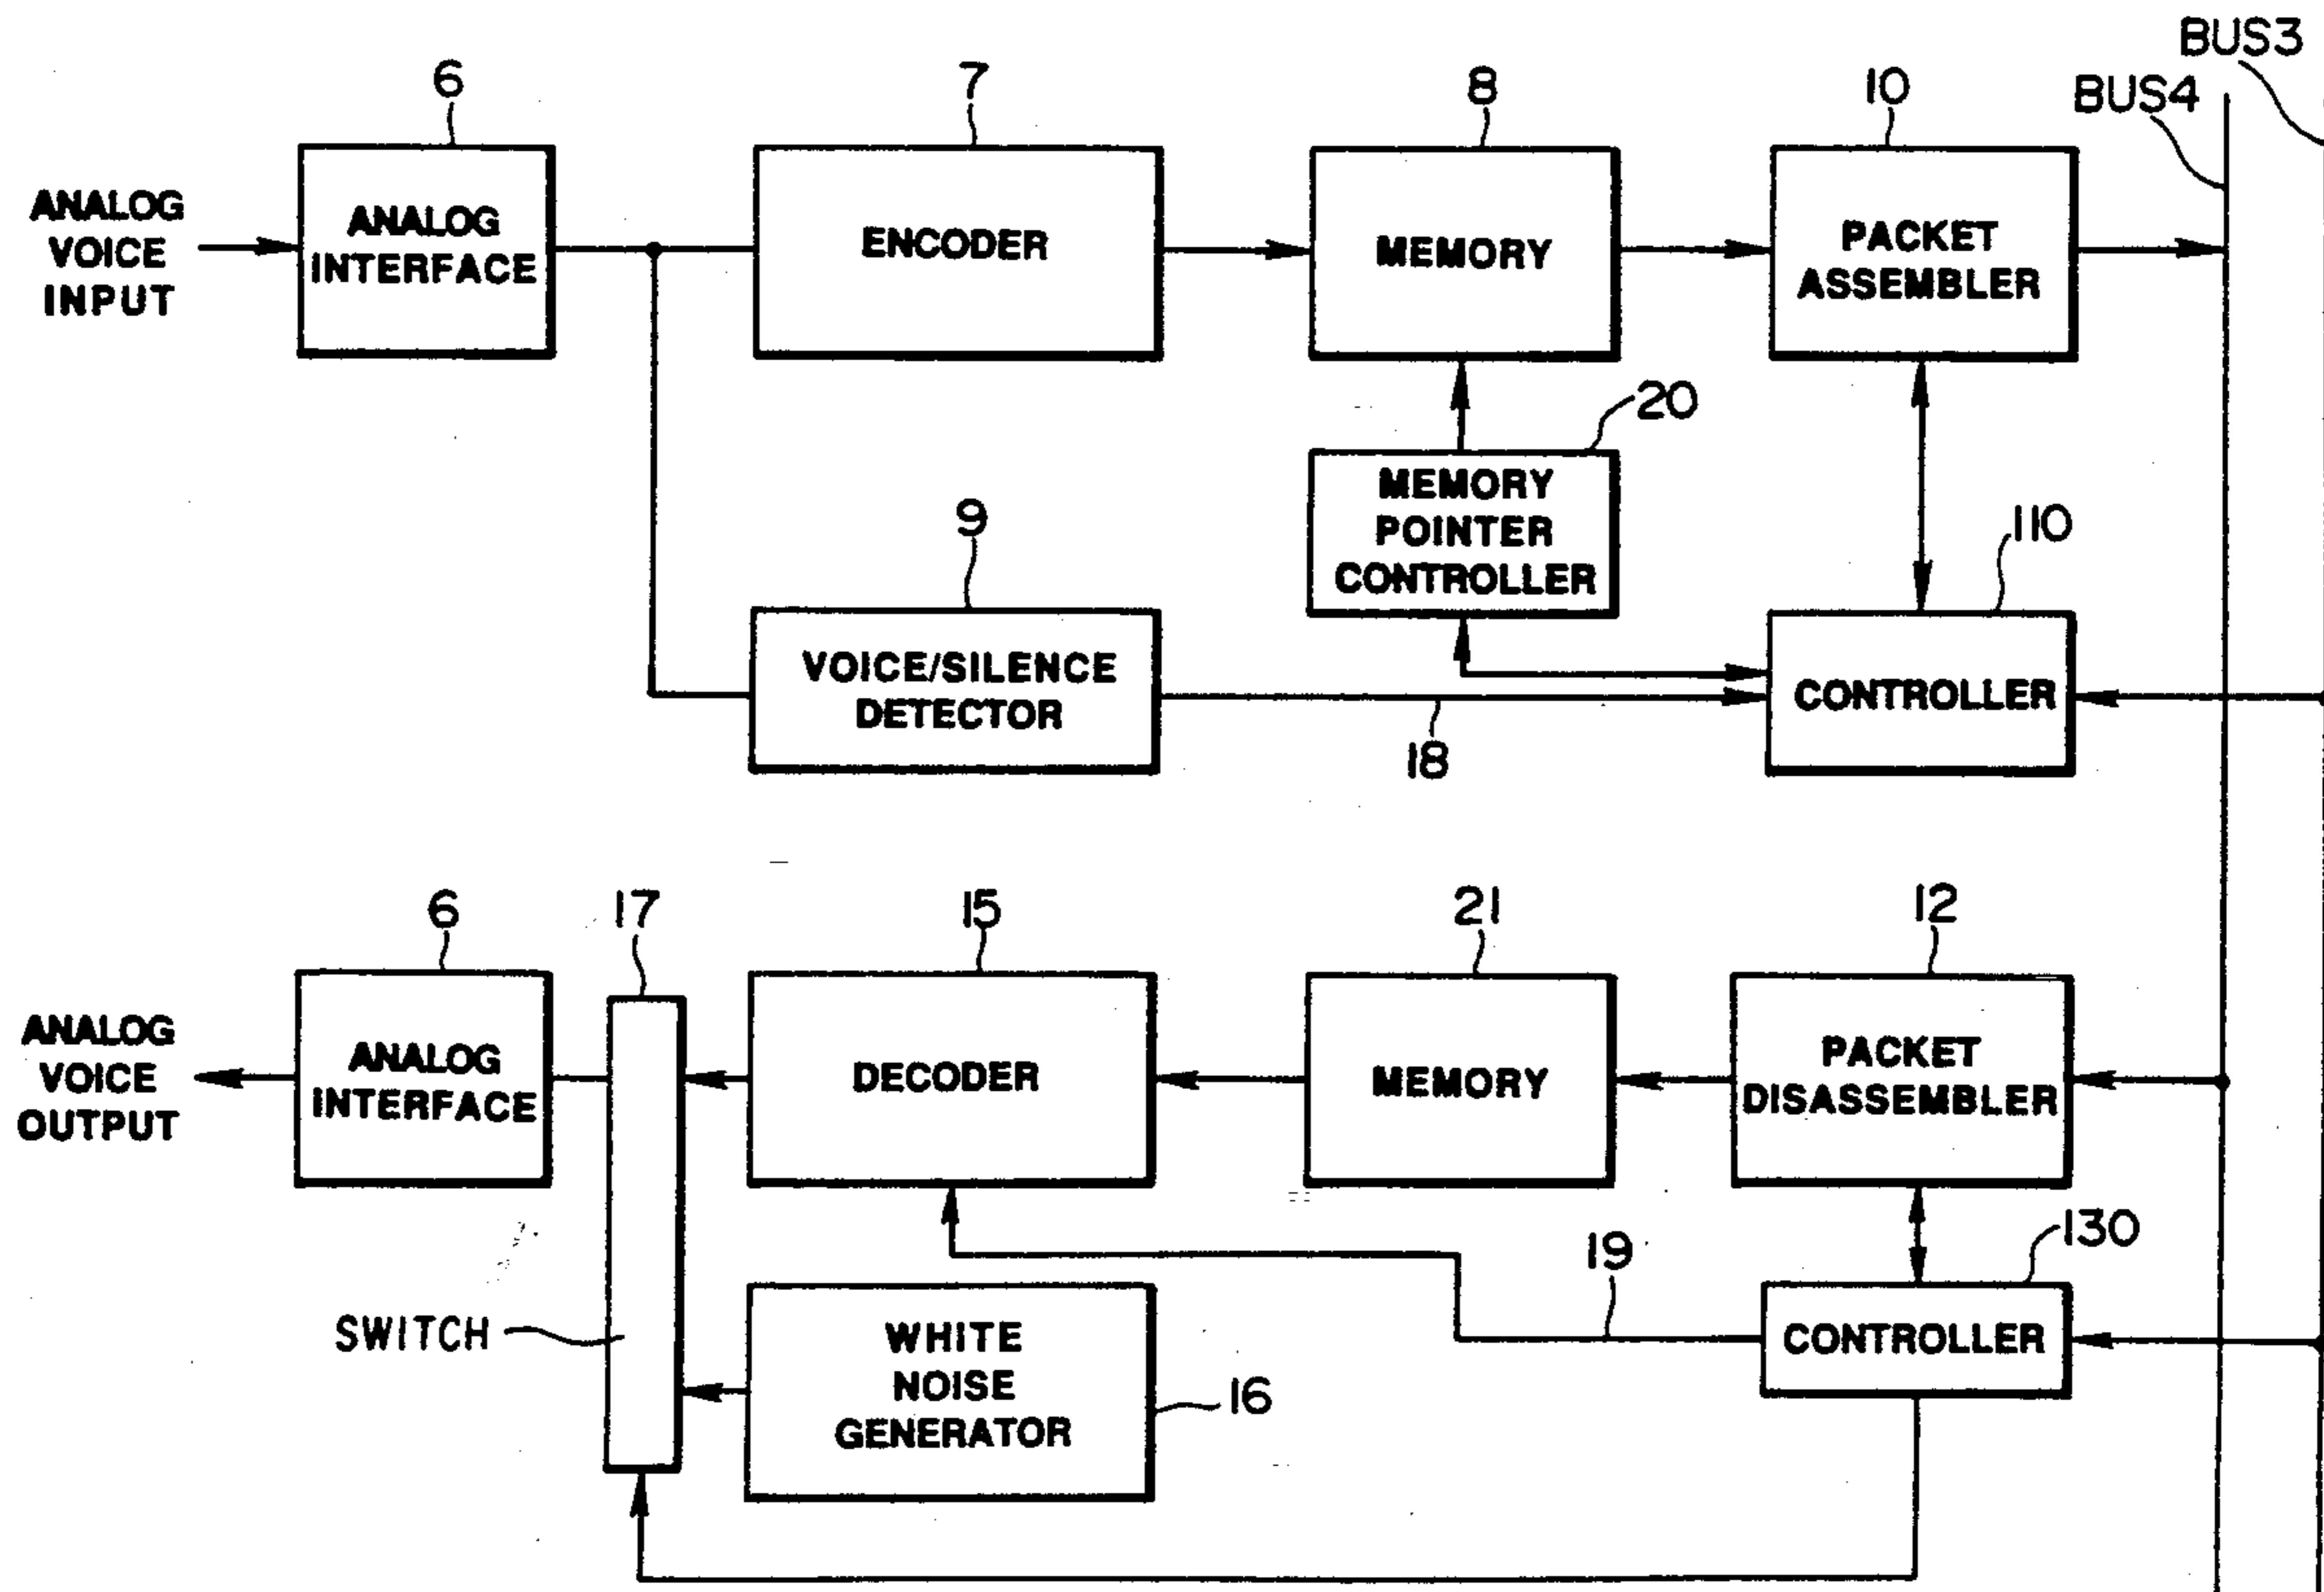 BUS3
BUS4
6
7
8
10
ANALOG
VOICE
INPUT
ANALOG
INTERFACE
ENCODER
MEMORY
PACKET
ASSEMBLER
20
MEMORY
POINTER
CONTROLLER
9
110
VOICE/SILENCE
DETECTOR
CONTROLLER
18
6
17
15
21
12
ANALOG
VOICE
OUTPUT
ANALOG
INTERFACE
DECODER
MEMORY
PACKET
DISASSEMBLER
19
130
SWITCH
WHITE
NOISE
GENERATOR
16
CONTROLLER